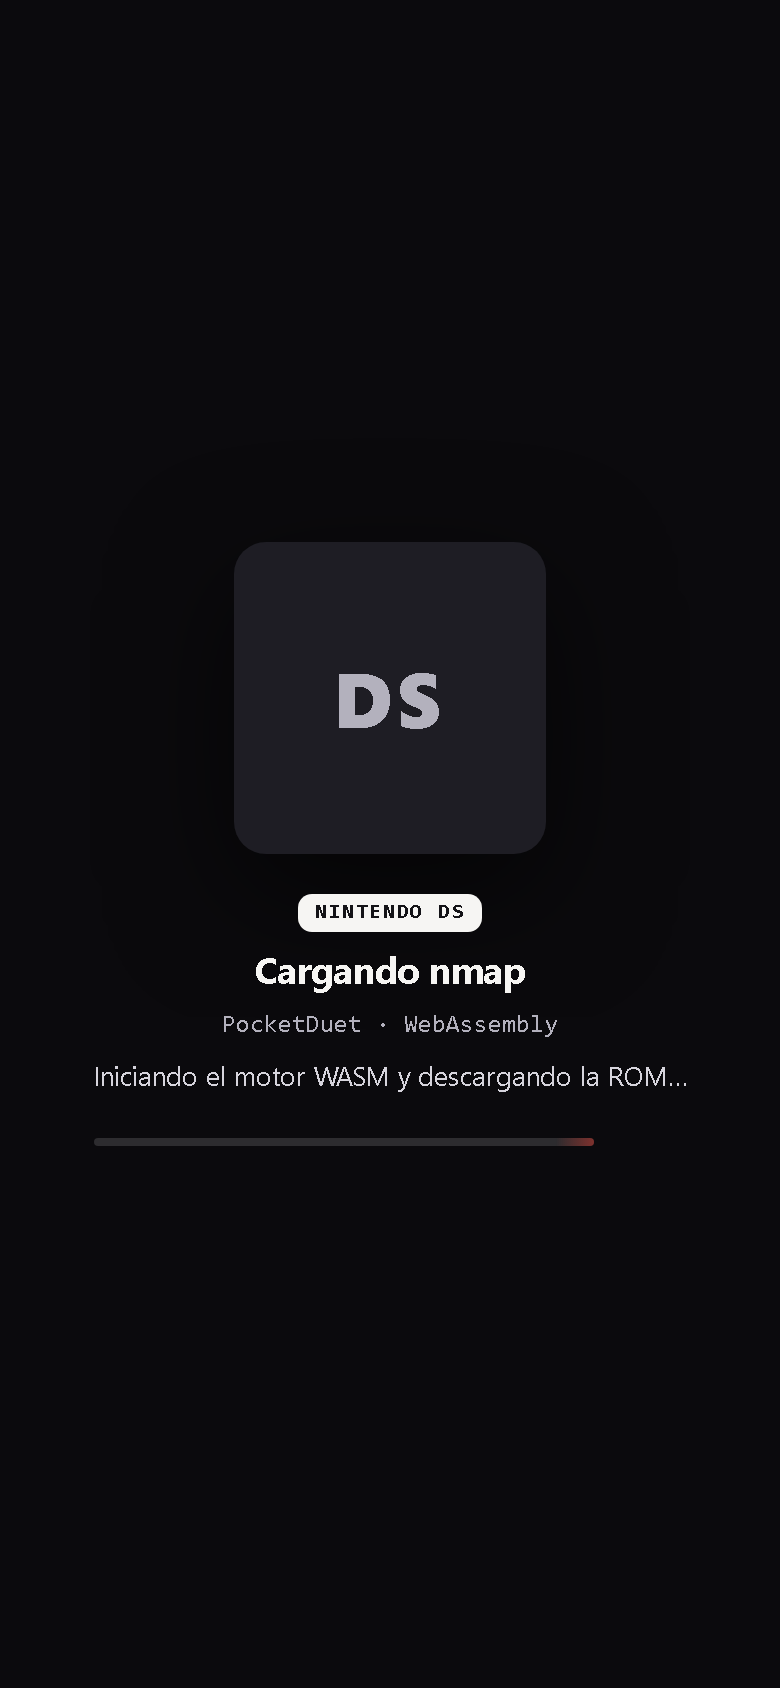 DS
NINTENDO DS
Cargando nmap
PocketDuet · WebAssembly
Iniciando el motor WASM y descargando la ROM...